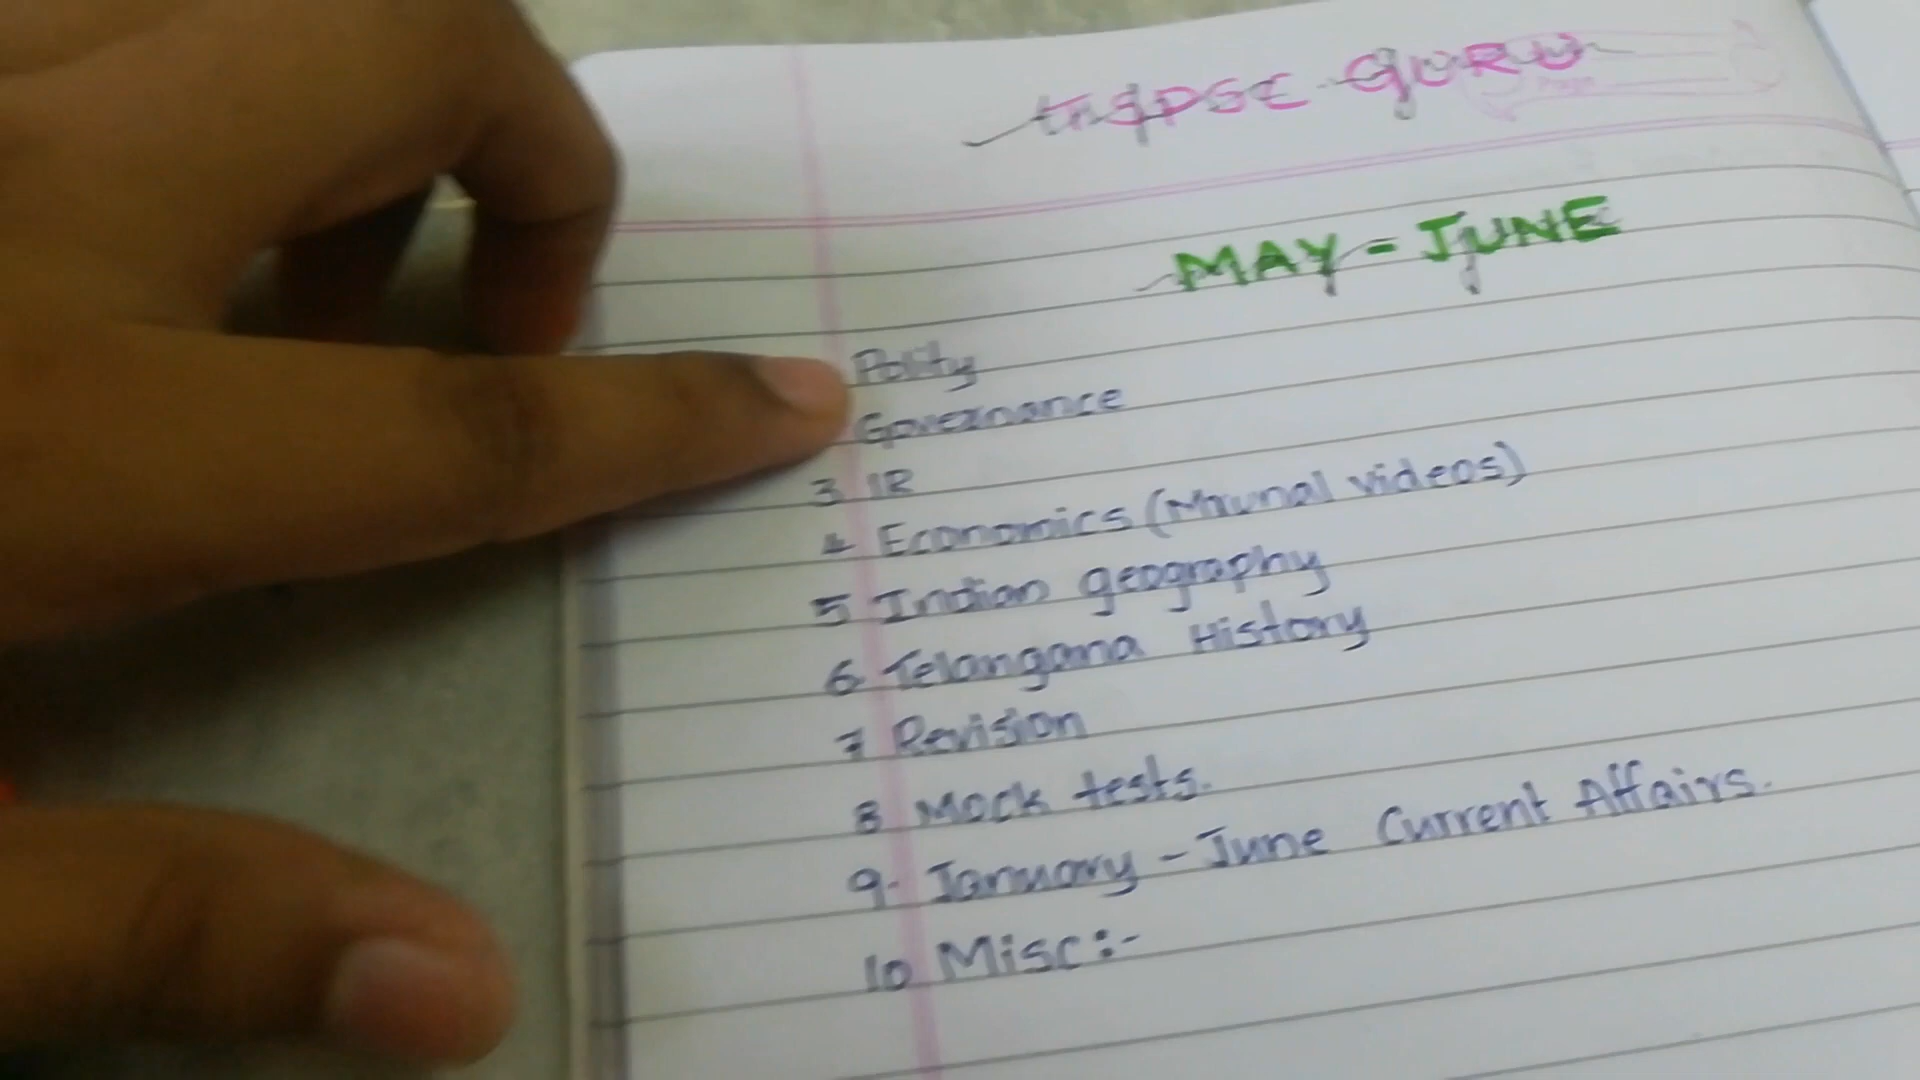 TSPSC GURU
MAY-JUNE
Polity
Governance
3 IR
4 Economics (Mrunal videos)
5 Indian geography
6 Telangana History
7 Revision
8 Mock tests.
9. January - June Current Affairs.
10 Misc:-